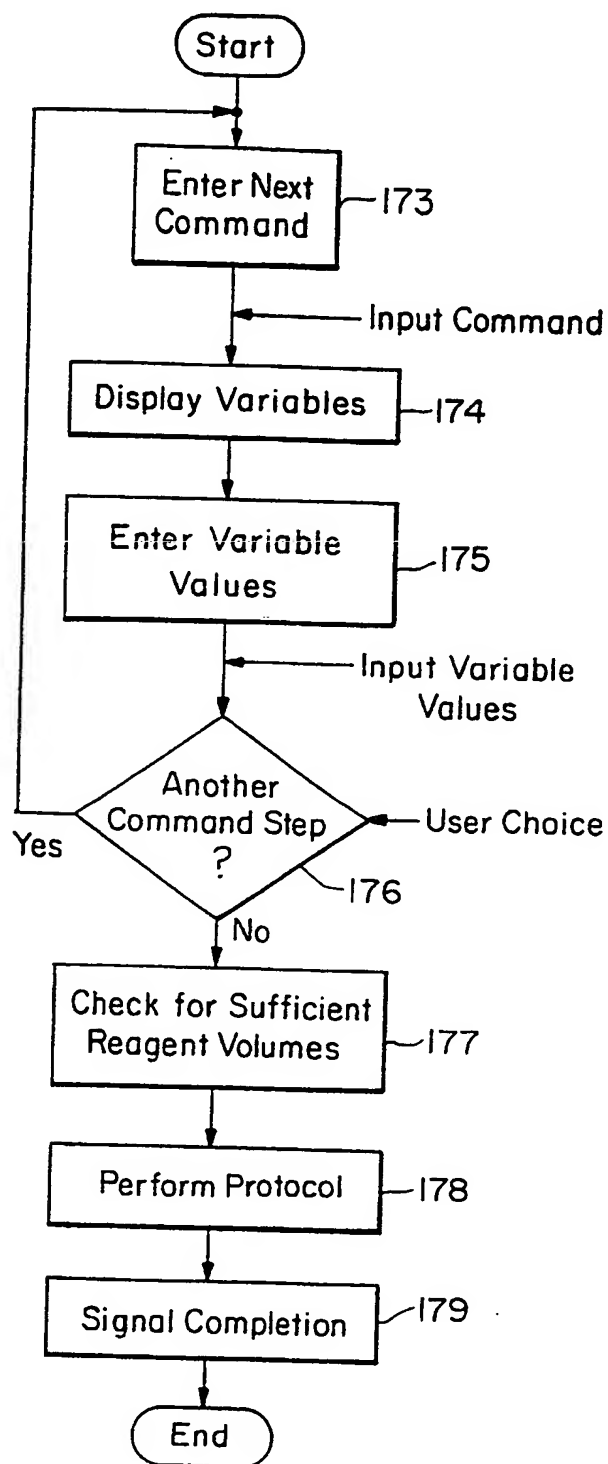 Start
Enter Next
Command
173
Input Command
Display Variables
174
Enter Variable
Values
175
Input Variable
Values
Another
Command Step
?
User Choice
Yes
176
No
Check for Sufficient
Reagent Volumes
177
Perform Protocol
178
Signal Completion
179
End